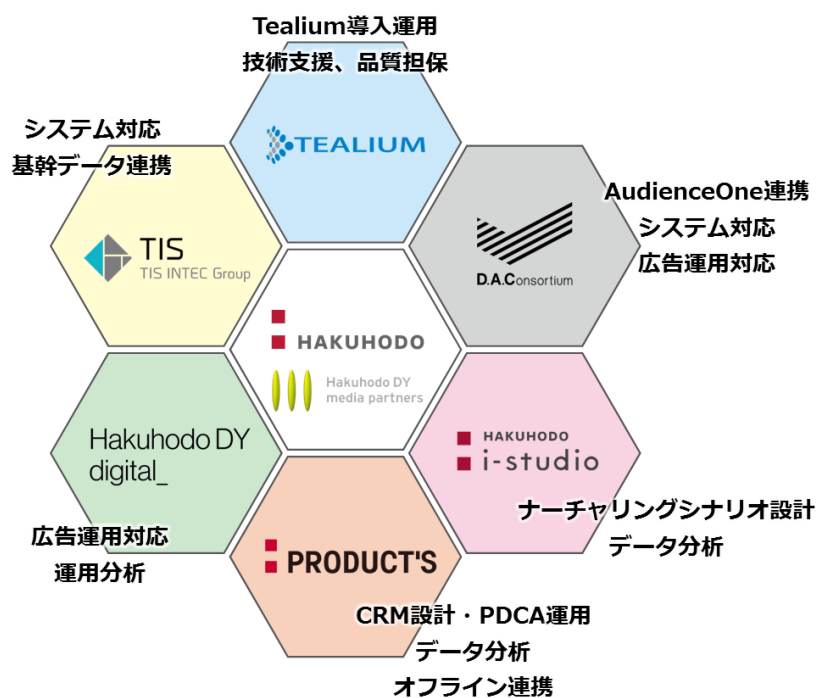 Tealium導入運用
技術支援、品質担保
TEALIUM
システム対応
基幹データ連携
TIS
TIS INTEC Group
AudienceOne連携
システム対応
広告運用対応
D.A.Consortium
HAKUHODO
Hakuhodo DY
media partners
Hakuhodo DY
digital_
広告運用対応
運用分析
HAKUHODO
i-studio
ナーチャリングシナリオ設計
データ分析
PRODUCT'S
CRM設計・PDCA運用
データ分析
オフライン連携